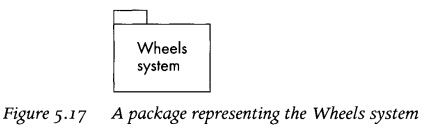 Wheels
system
Figure 5.17 A package representing the Wheels system